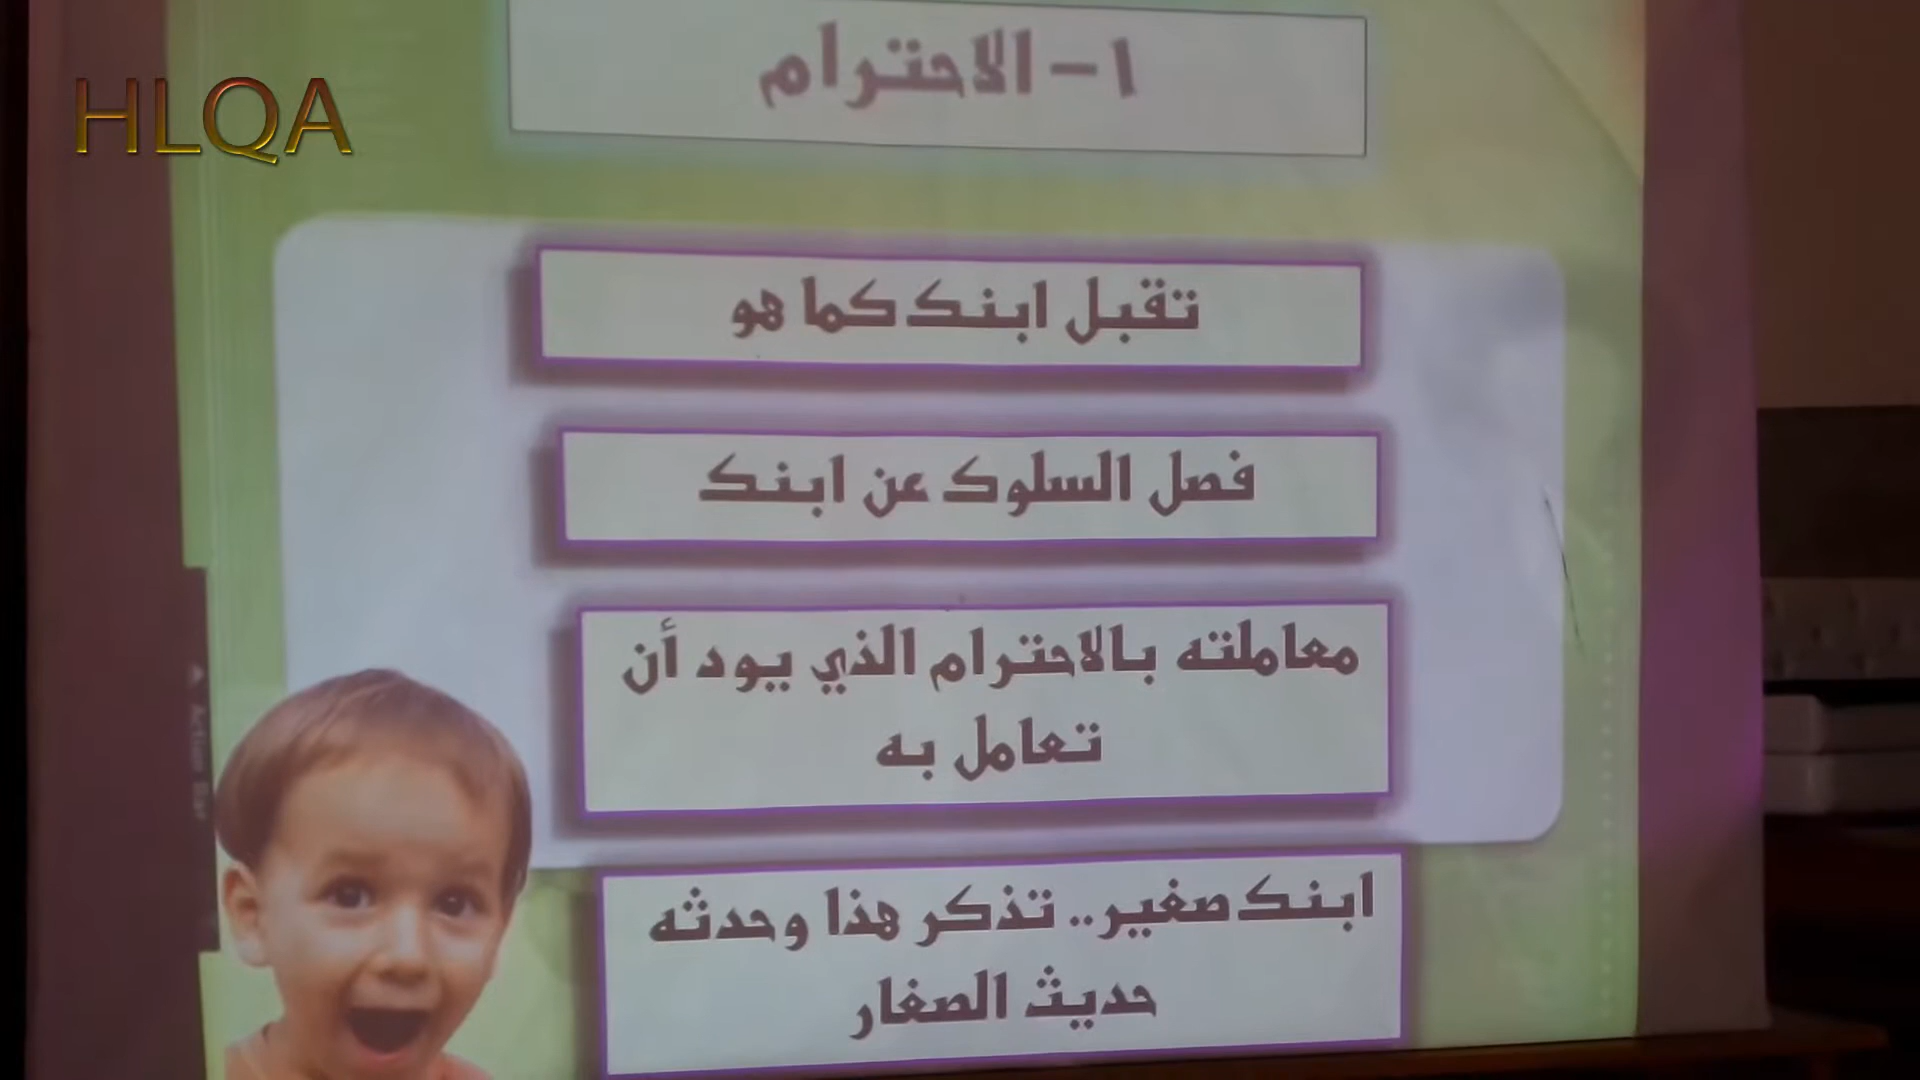 HLQA
١- الاحترام
تقبل ابنك كما هو
فصل السلوك عن ابنك
معاملته بالاحترام الذي يود أن
تعامل به
ابنك صغير.. تذكر هذا وحدثه
حديث الصغار